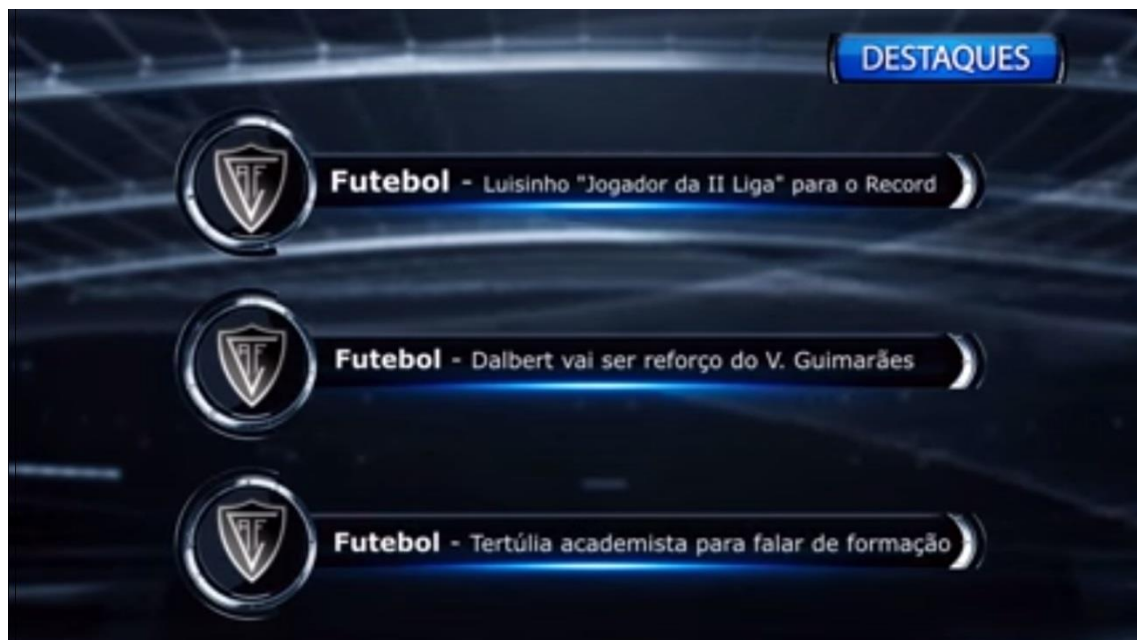 DESTAQUES
Futebol - Luisinho "Jogador da II Liga" para o Record
Futebol - Dalbert vai ser reforço do V. Guimarães
Futebol - Tertúlia academista para falar de formação